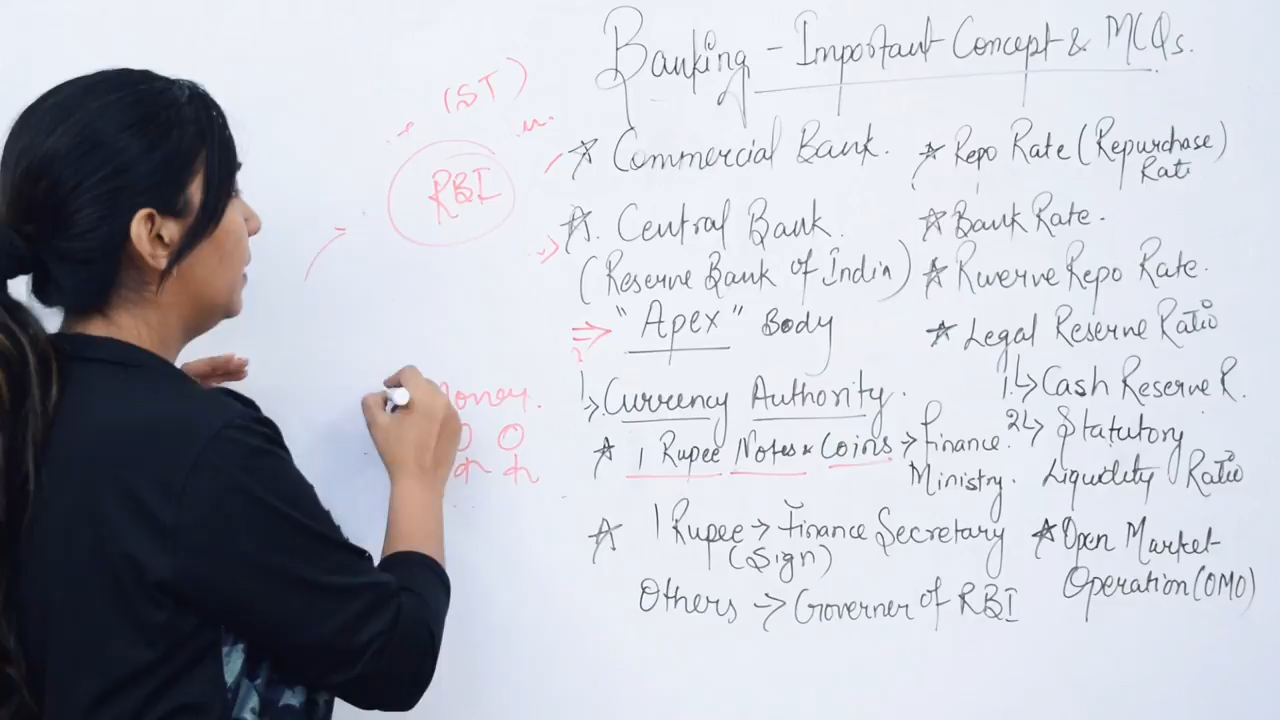 Banking - Important Concept & MCQs.
(ST)
RBI
Money.
☆ Commercial Bank.
☆. Central Bank.
(Reserve Bank of India)
⇒ "Apex" Body
↳ Currency Authority.
☆ 1 Rupee Notes & Coins → Finance Ministry.
☆ 1 Rupee → Finance Secretary
(Sign)
Others → Governer of RBI
☆ Repo Rate (Repurchase)
Rate
☆ Bank Rate.
☆ Rverve Repo Rate.
☆ Legal Reserve Ratio
1.↳ Cash Reserve R.
2↳ Statutory
Liquidity Ratio
☆ Open Market
Operation (OMO)